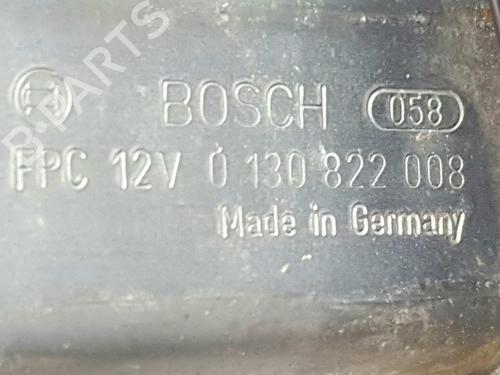 BOSCH 058
FPC 12V 0 130 822 008
Made in Germany
B-PARTS